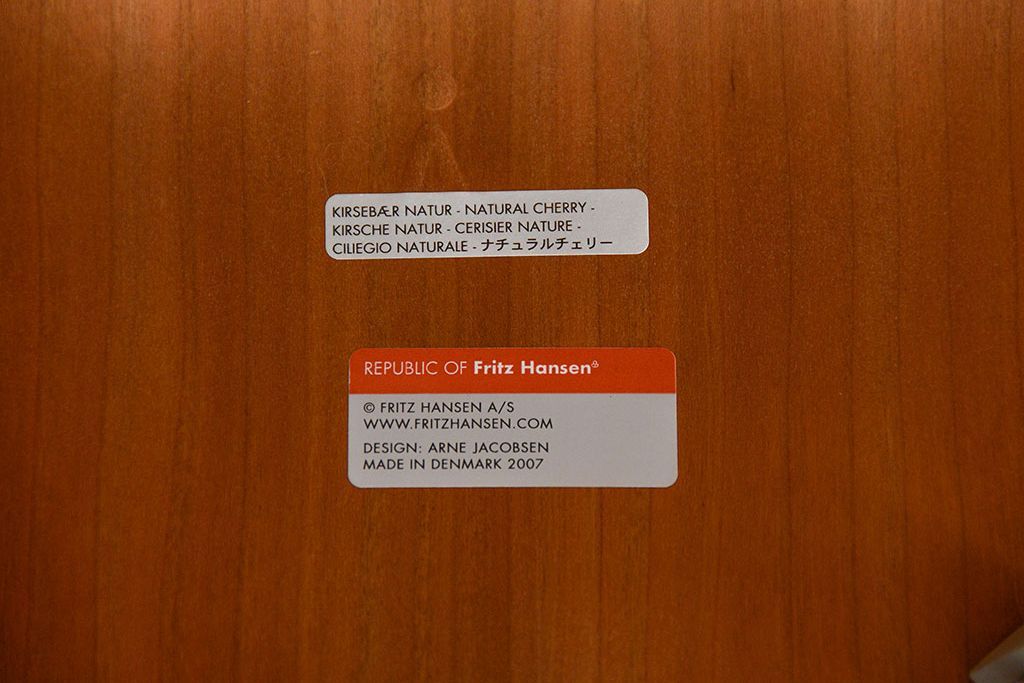 KIRSEBÆR NATUR - NATURAL CHERRY -
KIRSCHE NATUR - CERISIER NATURE -
CILIEGIO NATURALE - ナチュラルチェリー
REPUBLIC OF Fritz Hansen
© FRITZ HANSEN A/S
WWW.FRITZHANSEN.COM
DESIGN: ARNE JACOBSEN
MADE IN DENMARK 2007